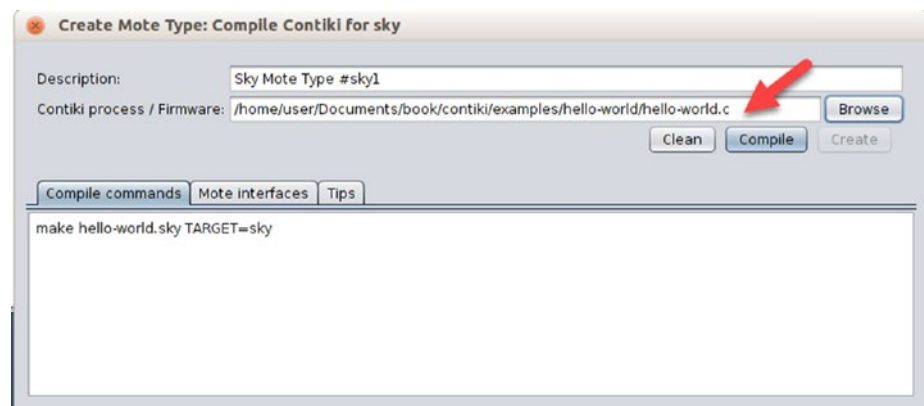 Create Mote Type: Compile Contiki for sky
Description: Sky Mote Type #sky1
Contiki process / Firmware: /home/user/Documents/book/contiki/examples/hello-world/hello-world.c Browse
Clean Compile Create
Compile commands Mote interfaces Tips
make hello-world.sky TARGET=sky